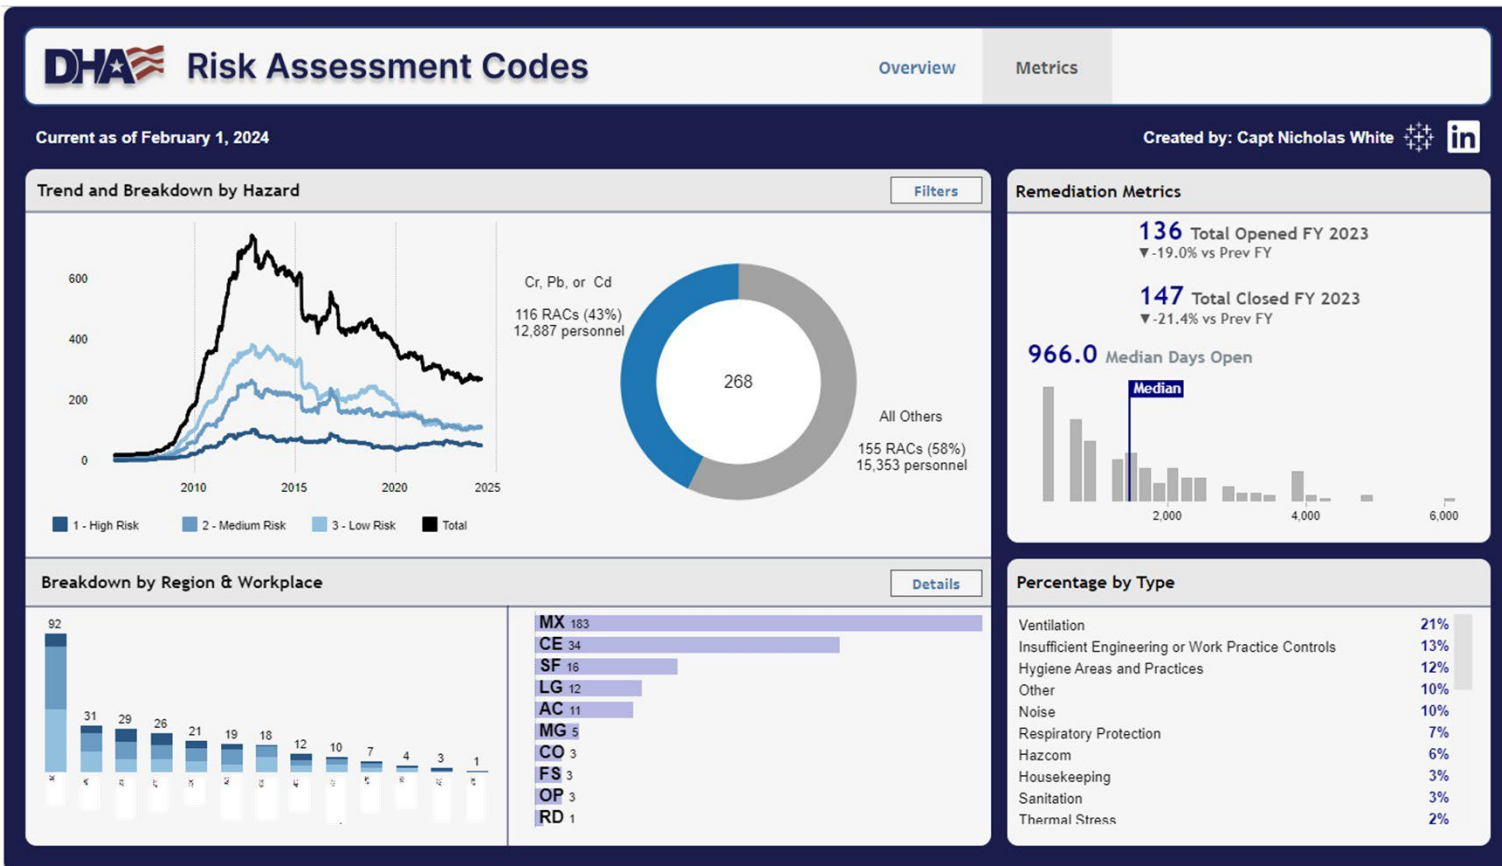 DHA Risk Assessment Codes
Overview
Metrics
Current as of February 1, 2024
Created by: Capt Nicholas White
in
Trend and Breakdown by Hazard
Filters
600
400
200
0
2010
2015
2020
2025
1 - High Risk
2 - Medium Risk
3 - Low Risk
Total
Cr, Pb, or Cd
116 RACs (43%)
12,887 personnel
268
All Others
155 RACs (58%)
15,353 personnel
Remediation Metrics
136 Total Opened FY 2023
▼-19.0% vs Prev FY
147 Total Closed FY 2023
▼-21.4% vs Prev FY
966.0 Median Days Open
Median
2,000
4,000
6,000
Breakdown by Region & Workplace
Details
92
31
29
26
21
19
18
12
10
7
4
3
1
MX 183
CE 34
SF 16
LG 12
AC 11
MG 5
CO 3
FS 3
OP 3
RD 1
Percentage by Type
Ventilation 21%
Insufficient Engineering or Work Practice Controls 13%
Hygiene Areas and Practices 12%
Other 10%
Noise 10%
Respiratory Protection 7%
Hazcom 6%
Housekeeping 3%
Sanitation 3%
Thermal Stress 2%